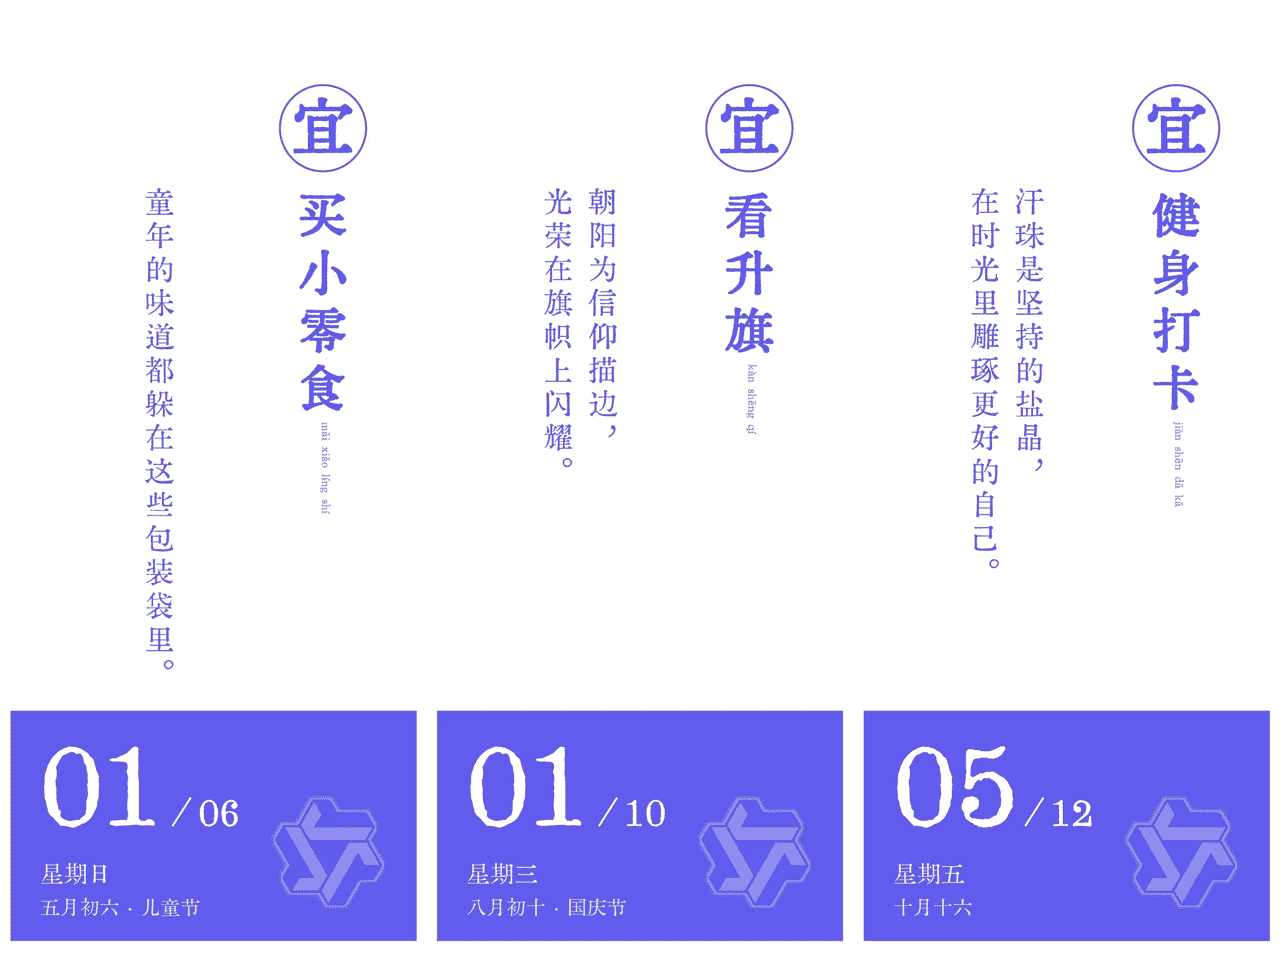 宜
买小零食
mǎi xiǎo líng shí
童年的味道都躲在这些包装袋里。
01/06
星期日
五月初六 · 儿童节
宜
看升旗
kàn shēng qí
朝阳为信仰描边，
光荣在旗帜上闪耀。
01/10
星期三
八月初十 · 国庆节
宜
健身打卡
jiàn shēn dǎ kǎ
汗珠是坚持的盐晶，
在时光里雕琢更好的自己。
05/12
星期五
十月十六